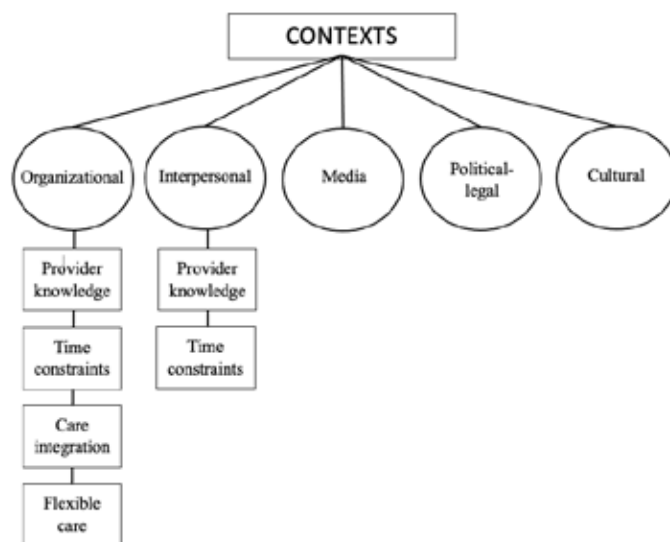 CONTEXTS
Organizational
Interpersonal
Media
Political-
legal
Cultural
Provider
knowledge
Provider
knowledge
Time
constraints
Time
constraints
Care
integration
Flexible
care